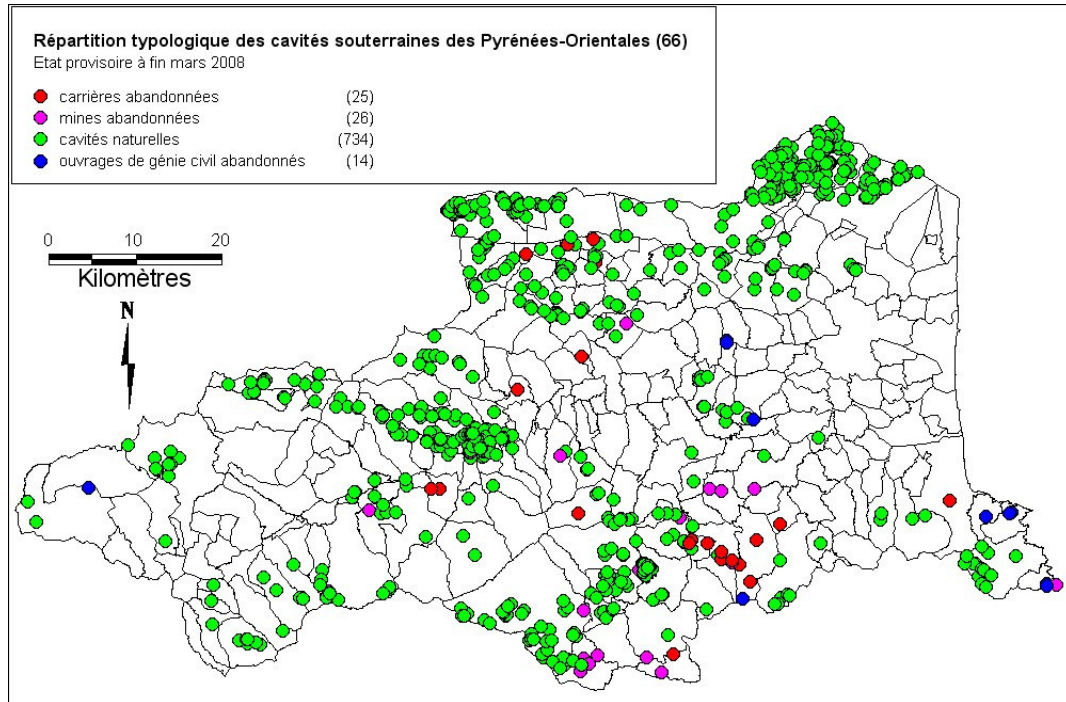 Répartition typologique des cavités souterraines des Pyrénées-Orientales (66)
Etat provisoire à fin mars 2008
carrières abandonnées (25)
mines abandonnées (26)
cavités naturelles (734)
ouvrages de génie civil abandonnés (14)
0 10 20
Kilomètres
N